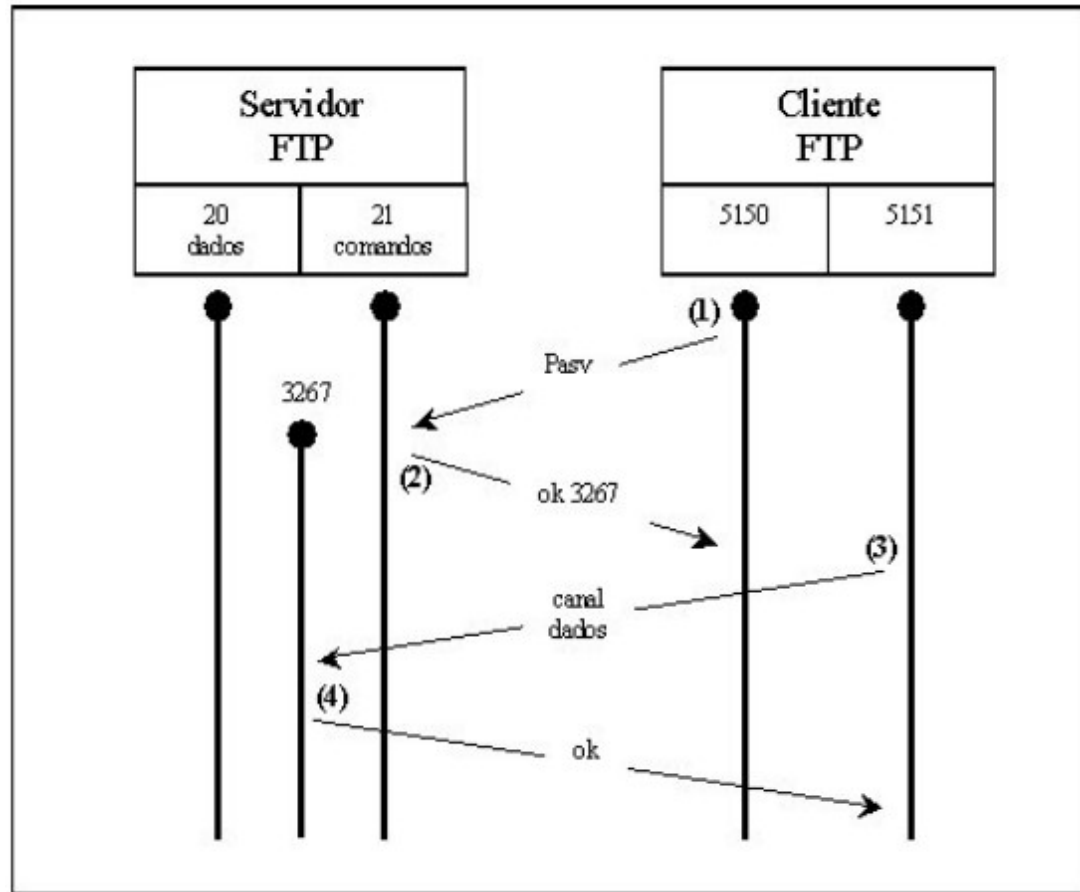 Servidor
FTP
Cliente
FTP
20
dados
21
comandos
5150
5151
(1)
Pasv
3267
(2)
ok 3267
(3)
canal
dados
(4)
ok